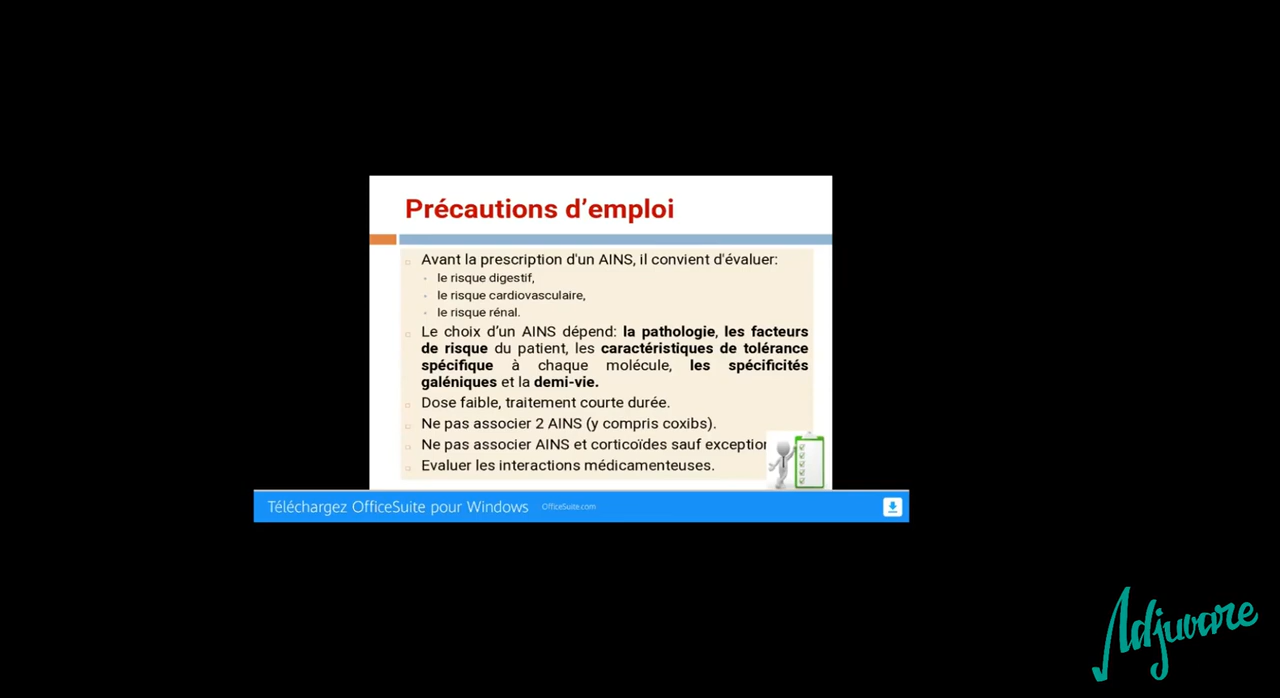 Précautions d’emploi
Avant la prescription d'un AINS, il convient d'évaluer:
le risque digestif,
le risque cardiovasculaire,
le risque rénal.
Le choix d’un AINS dépend: la pathologie, les facteurs
de risque du patient, les caractéristiques de tolérance
spécifique à chaque molécule, les spécificités
galéniques et la demi-vie.
Dose faible, traitement courte durée.
Ne pas associer 2 AINS (y compris coxibs).
Ne pas associer AINS et corticoïdes sauf
Evaluer les interactions médicamenteuses.
Téléchargez OfficeSuite pour Windows OfficeSuite.com
Adjuvare